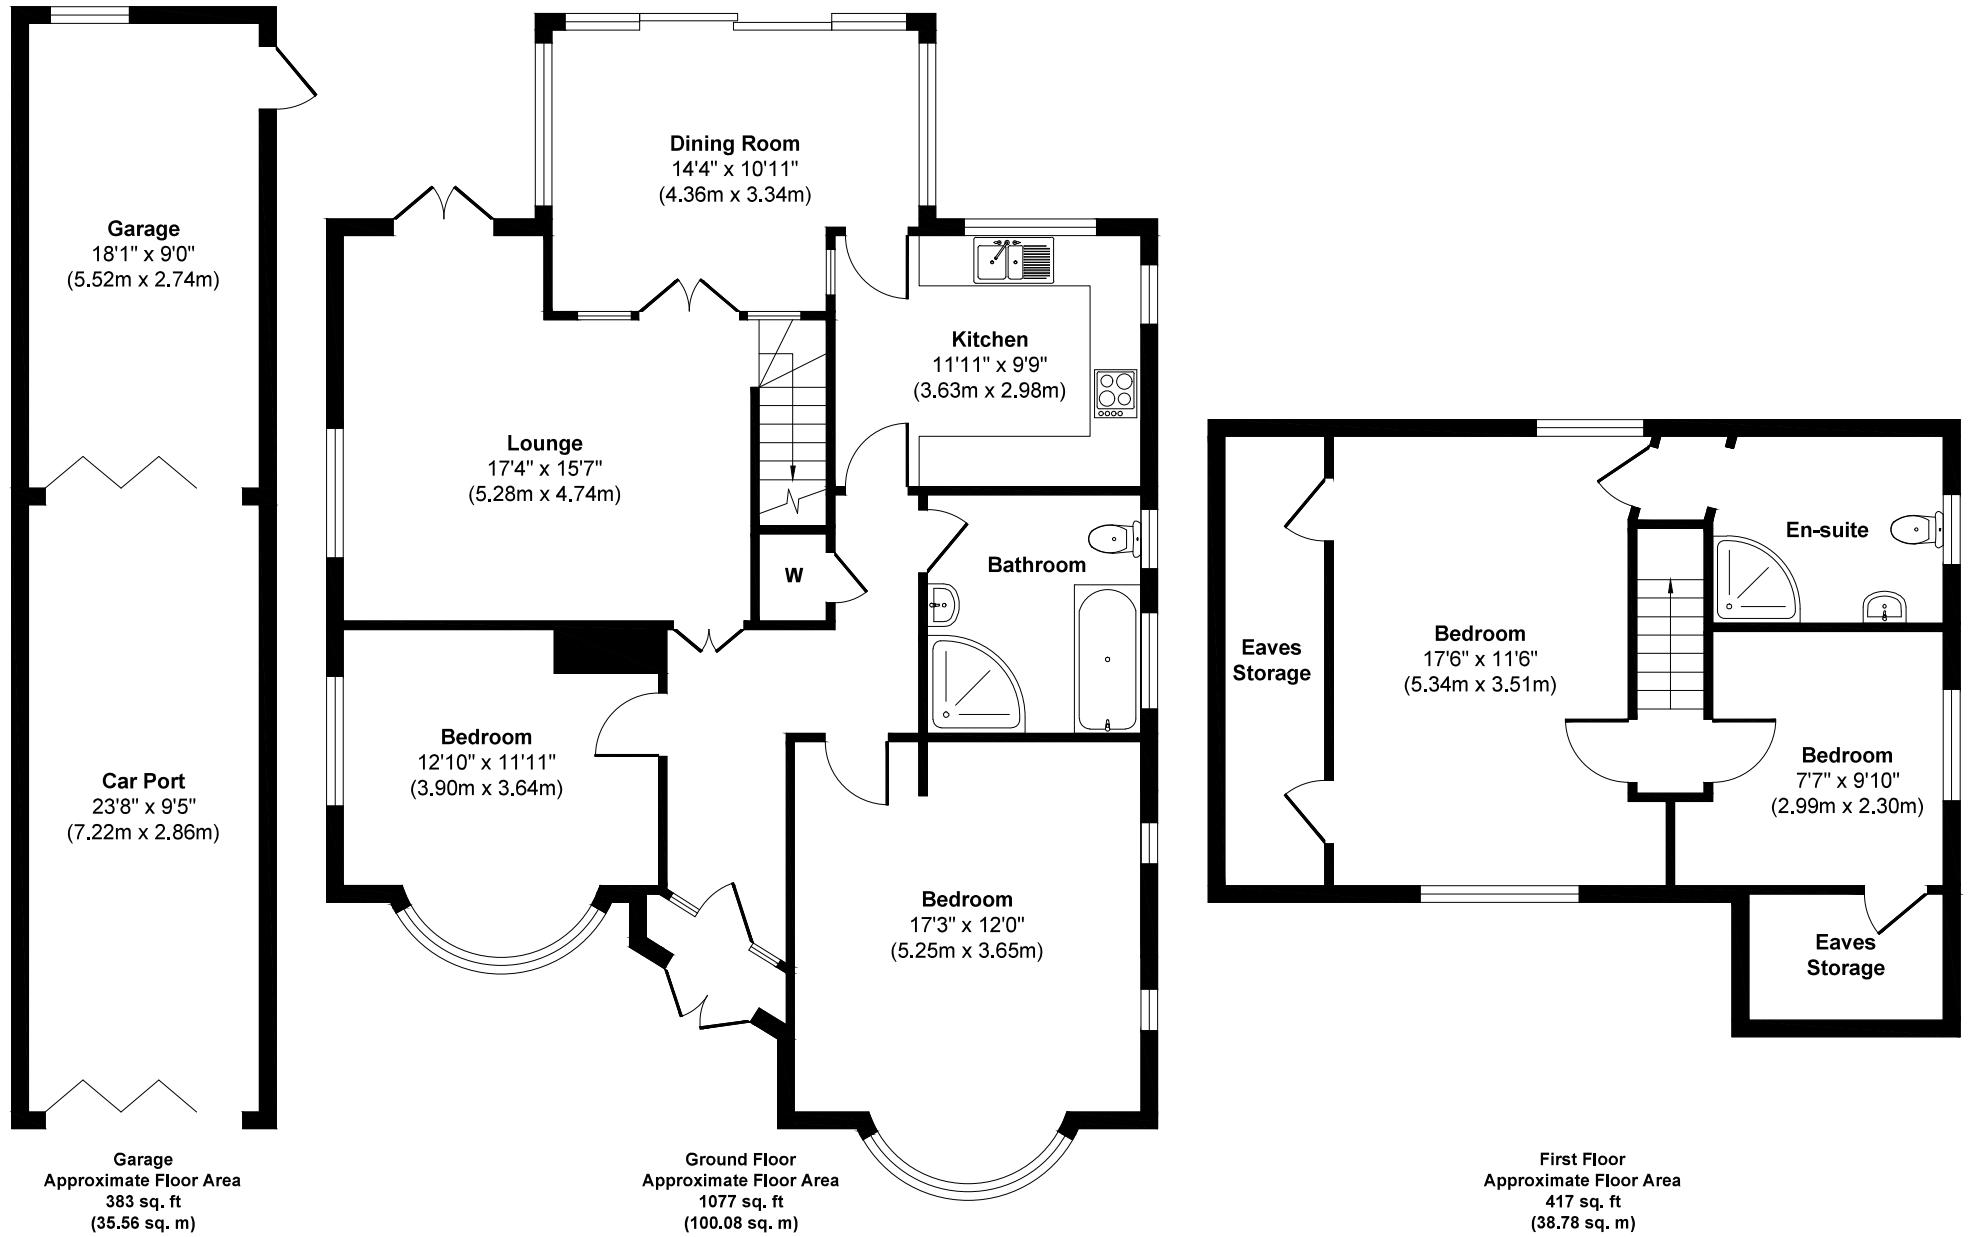 Garage
18'1" x 9'0"
(5.52m x 2.74m)
Car Port
23'8" x 9'5"
(7.22m x 2.86m)
Garage
Approximate Floor Area
383 sq. ft
(35.56 sq. m)
Dining Room
14'4" x 10'11"
(4.36m x 3.34m)
Kitchen
11'11" x 9'9"
(3.63m x 2.98m)
Lounge
17'4" x 15'7"
(5.28m x 4.74m)
W
Bathroom
Bedroom
12'10" x 11'11"
(3.90m x 3.64m)
Bedroom
17'3" x 12'0"
(5.25m x 3.65m)
Ground Floor
Approximate Floor Area
1077 sq. ft
(100.08 sq. m)
En-suite
Eaves
Storage
Bedroom
17'6" x 11'6"
(5.34m x 3.51m)
Bedroom
7'7" x 9'10"
(2.99m x 2.30m)
Eaves
Storage
First Floor
Approximate Floor Area
417 sq. ft
(38.78 sq. m)